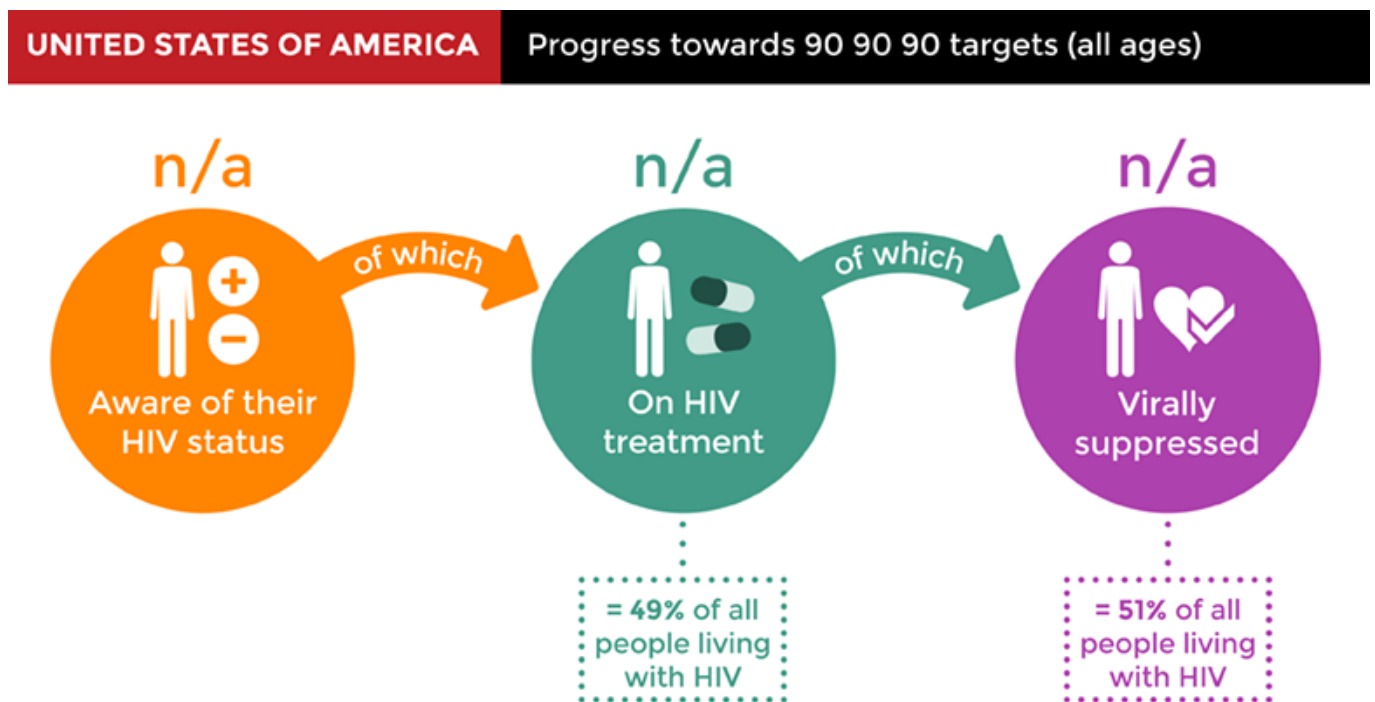 UNITED STATES OF AMERICA
Progress towards 90 90 90 targets (all ages)
n/a
of which
Aware of their
HIV status
n/a
of which
On HIV
treatment
= 49% of all
people living
with HIV
n/a
Virally
suppressed
= 51% of all
people living
with HIV